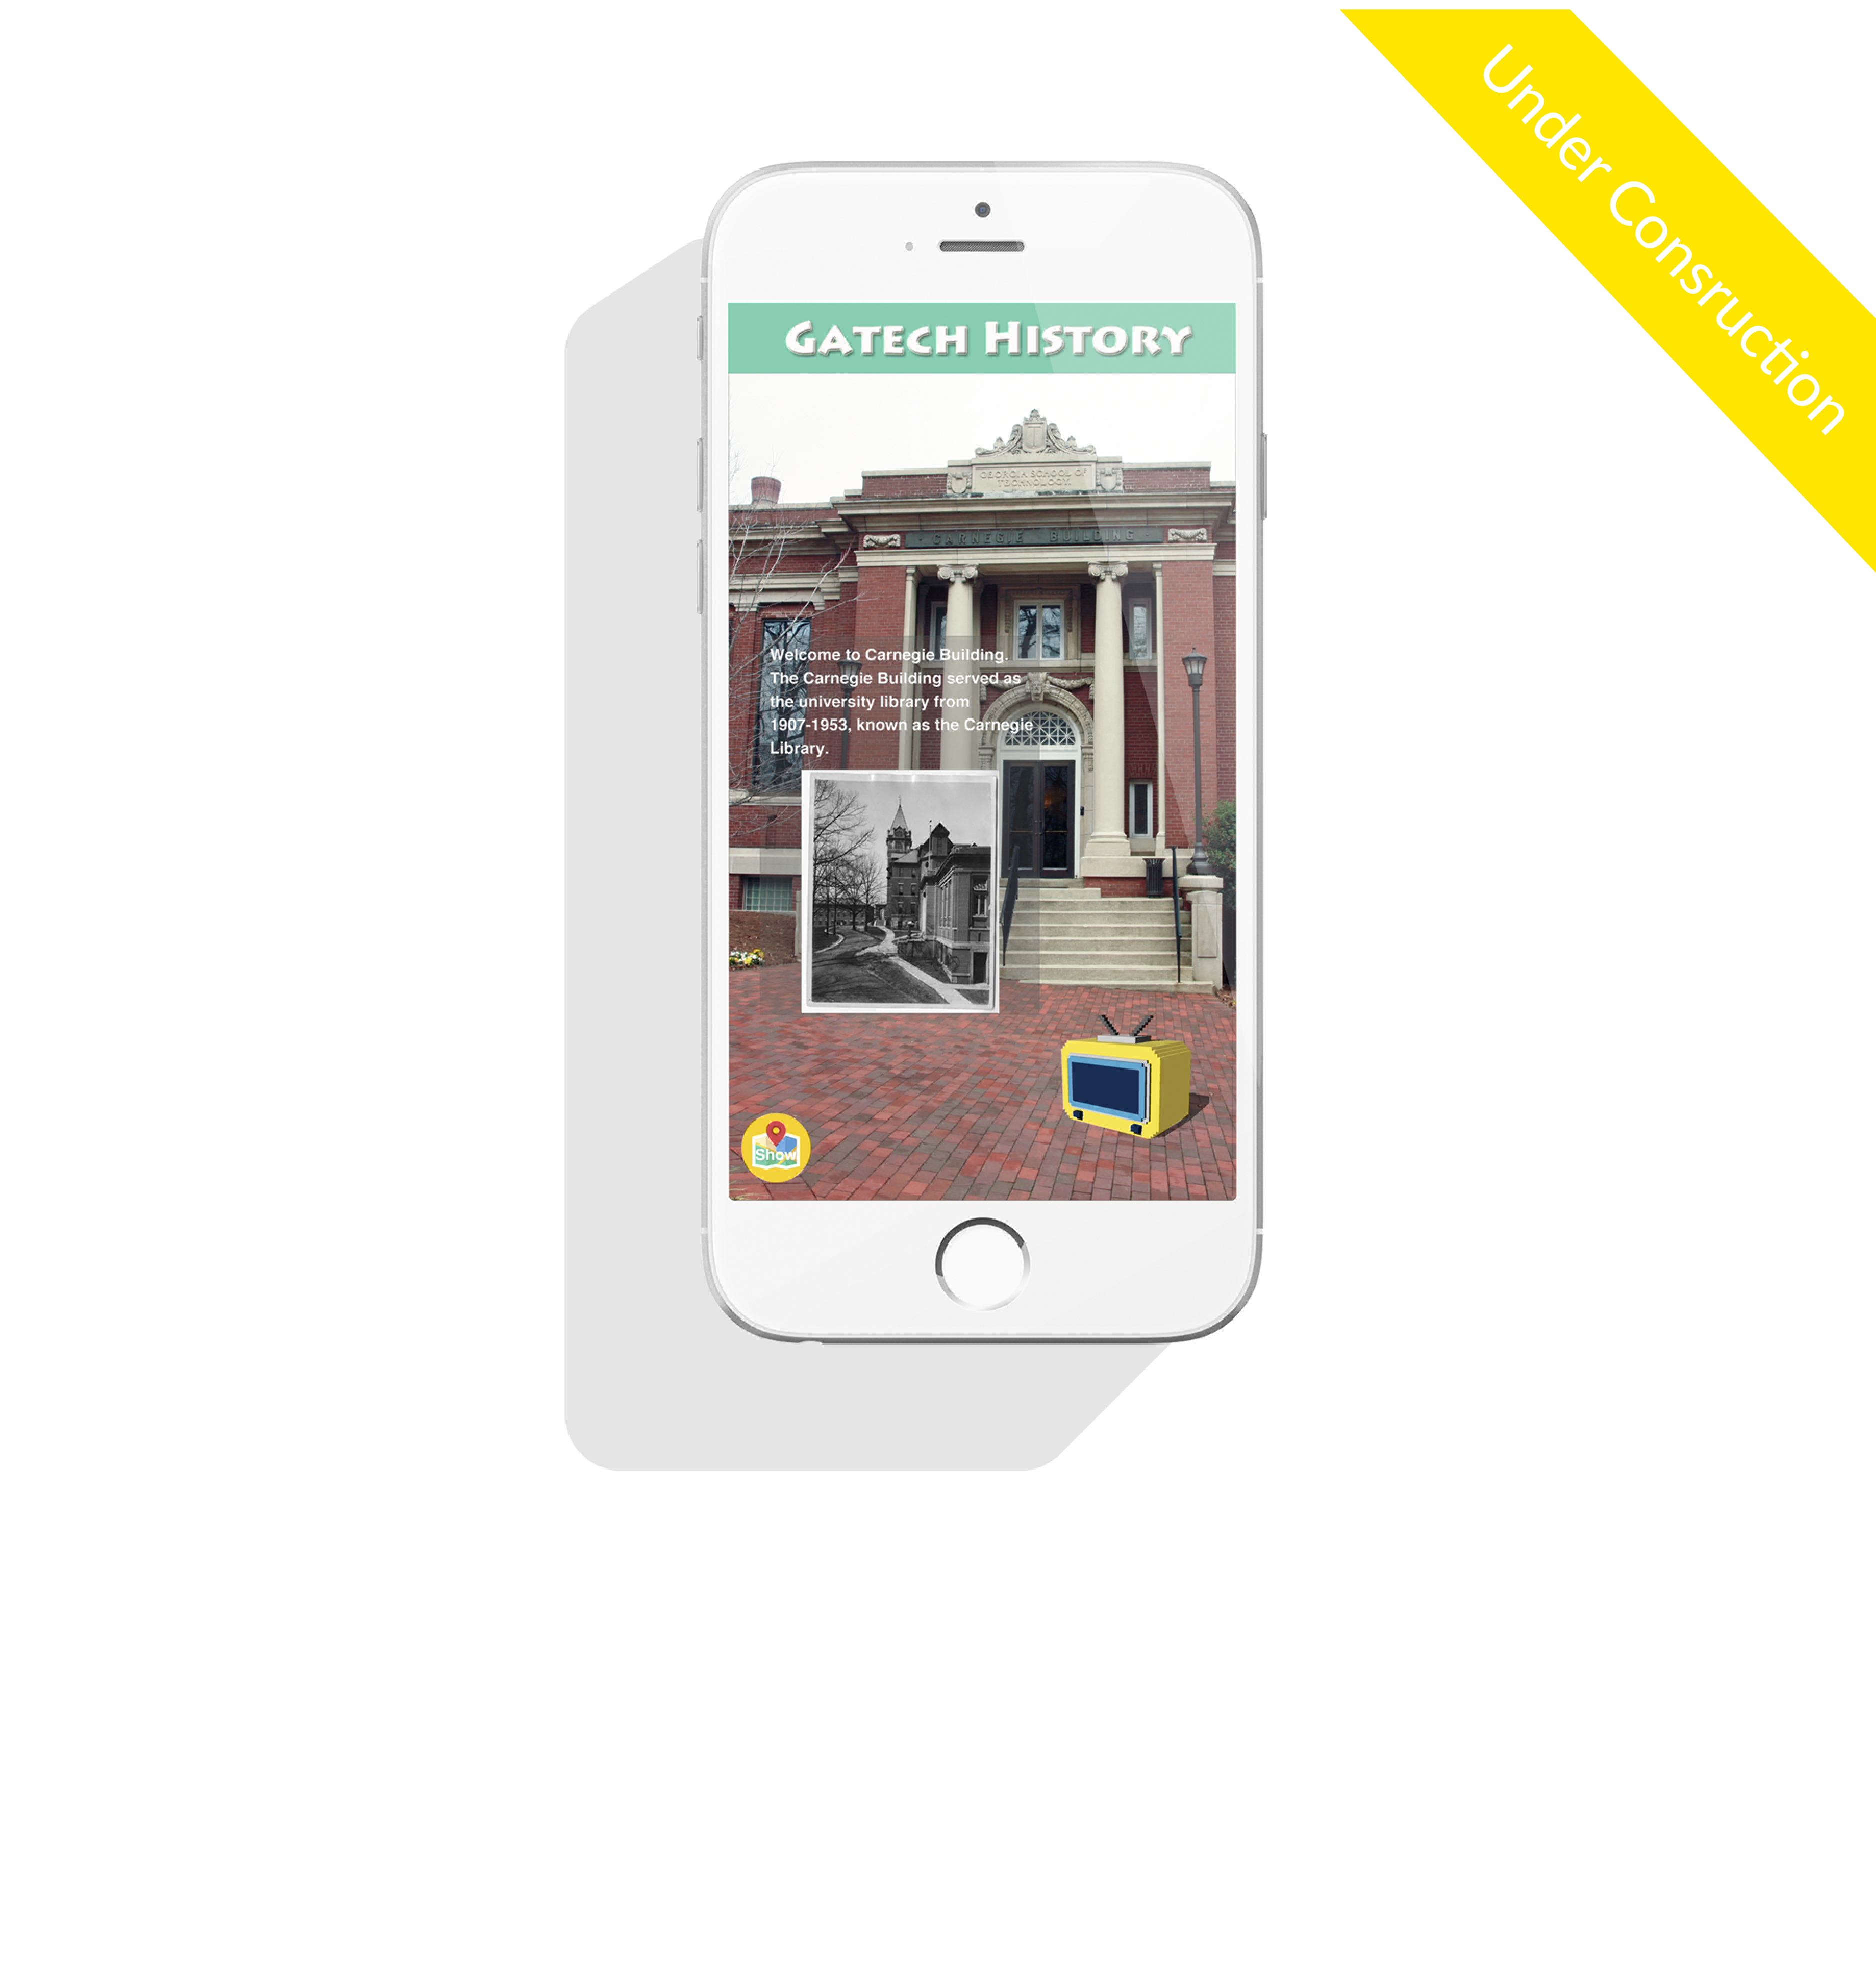 Under Consruction
GATECH HISTORY
GEORGIA SCHOOL OF
TECHNOLOGY
CARNEGIE BUILDING
Welcome to Carnegie Building.
The Carnegie Building served as
the university library from
1907-1953, known as the Carnegie
Library.
Show